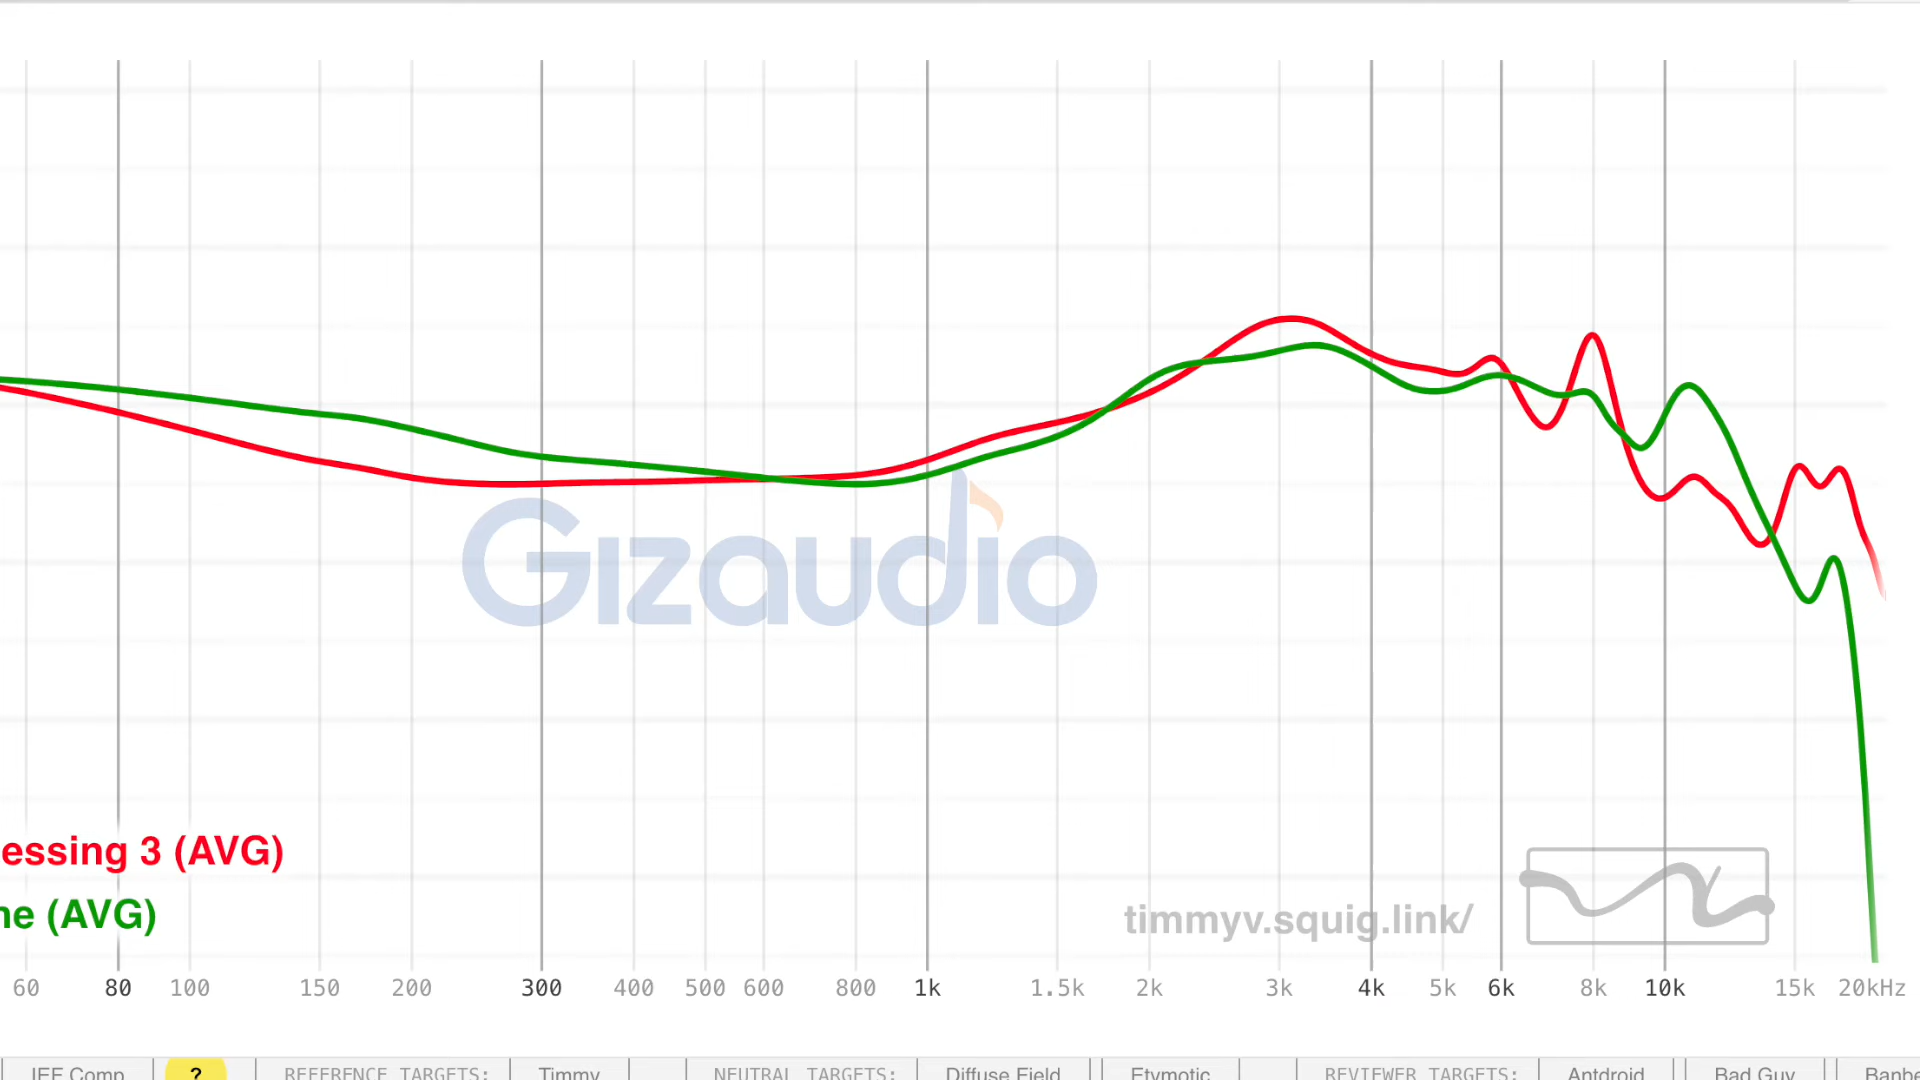 Gizaudio
essing 3 (AVG)
ne (AVG)
timmyv.squig.link/
60 80 100 150 200 300 400 500 600 800 1k 1.5k 2k 3k 4k 5k 6k 8k 10k 15k 20kHz
IEF Comp ? REFERENCE TARGETS: Timmy NEUTRAL TARGETS: Diffuse Field Etymotic REVIEWER TARGETS: Antdroid Bad Guy Banbe